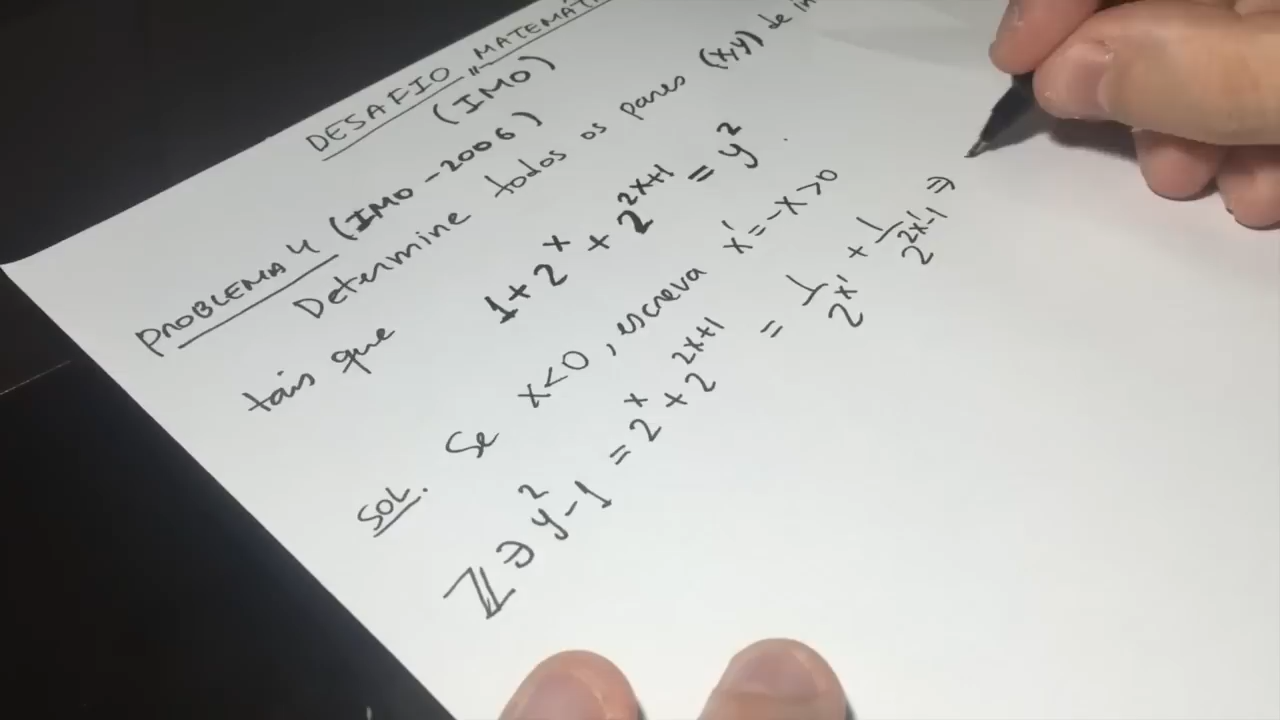 DESAFIO MATEMÁTI
(IMO)
PROBLEMA 4 (IMO-2006)
Determine todos os pares (x,y) de in
tais que
1+2^x + 2^{2x+1} = y^2.
SOL. Se x<0, escreva x'=-x>0
ℤ∋y^2-1 = 2^x + 2^{2x+1} = 1/2^{x'} + 1/2^{2x'-1} ⇒